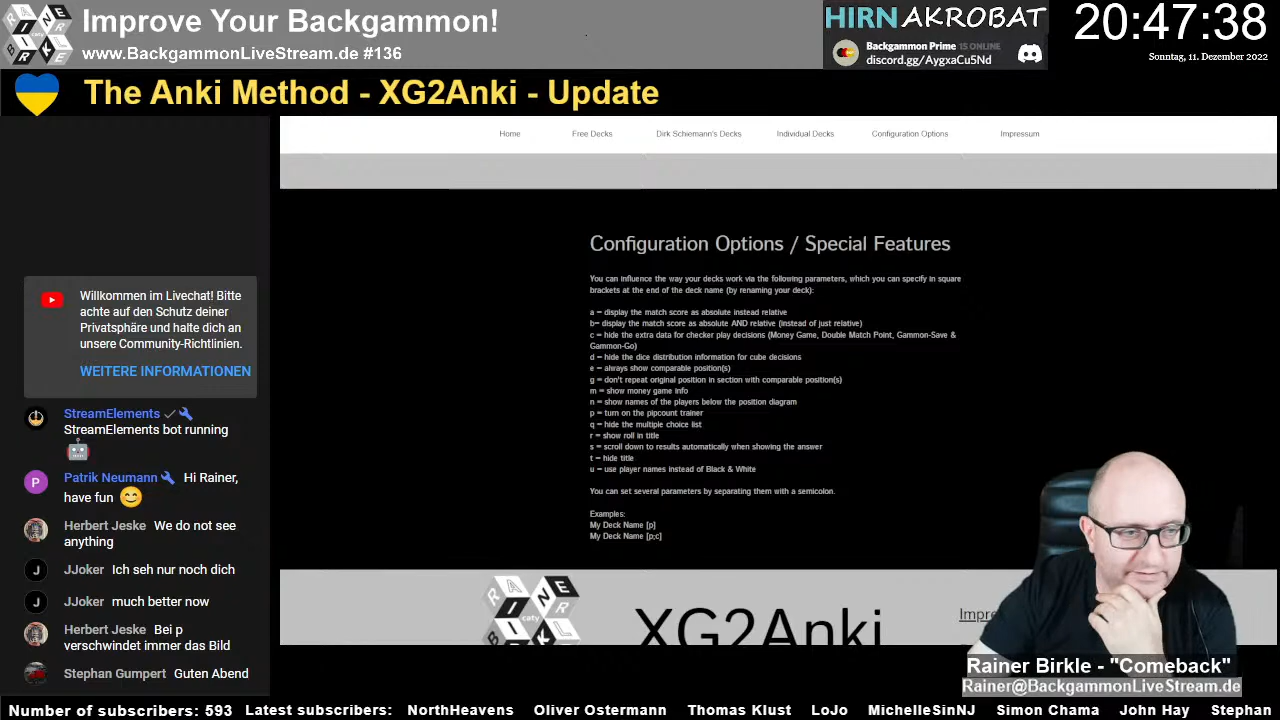 Improve Your Backgammon!
www.BackgammonLiveStream.de #136
HIRNAKROBAT
Backgammon Prime 15 ONLINE
discord.gg/AygxaCu5Nd
20:47:38
Sonntag, 11. Dezember 2022
The Anki Method - XG2Anki - Update
Home Free Decks Dirk Schiemann's Decks Individual Decks Configuration Options Impressum
Configuration Options / Special Features
You can influence the way your decks work via the following parameters, which you can specify in square
brackets at the end of the deck name (by renaming your deck):
a = display the match score as absolute instead relative
b= display the match score as absolute AND relative (instead of just relative)
c = hide the extra data for checker play decisions (Money Game, Double Match Point, Gammon-Save &
Gammon-Go)
d = hide the dice distribution information for cube decisions
e = always show comparable position(s)
g = don't repeat original position in section with comparable position(s)
m = show money game info
n = show names of the players below the position diagram
p = turn on the pipcount trainer
q = hide the multiple choice list
r = show roll in title
s = scroll down to results automatically when showing the answer
t = hide title
u = use player names instead of Black & White
You can set several parameters by separating them with a semicolon.
Examples:
My Deck Name [p]
My Deck Name [p;c]
Willkommen im Livechat! Bitte
achte auf den Schutz deiner
Privatsphäre und halte dich an
unsere Community-Richtlinien.
WEITERE INFORMATIONEN
StreamElements
StreamElements bot running
🤖
P Patrik Neumann Hi Rainer,
have fun 😊
Herbert Jeske We do not see
anything
J JJoker Ich seh nur noch dich
J JJoker much better now
Herbert Jeske Bei p
verschwindet immer das Bild
Stephan Gumpert Guten Abend
RAINER
BIRKLE
caty
XG2Anki
Impre
Rainer Birkle - "Comeback"
Rainer@BackgammonLiveStream.de
Number of subscribers: 593 Latest subscribers: NorthHeavens Oliver Ostermann Thomas Klust LoJo MichelleSinNJ Simon Chama John Hay Stephan